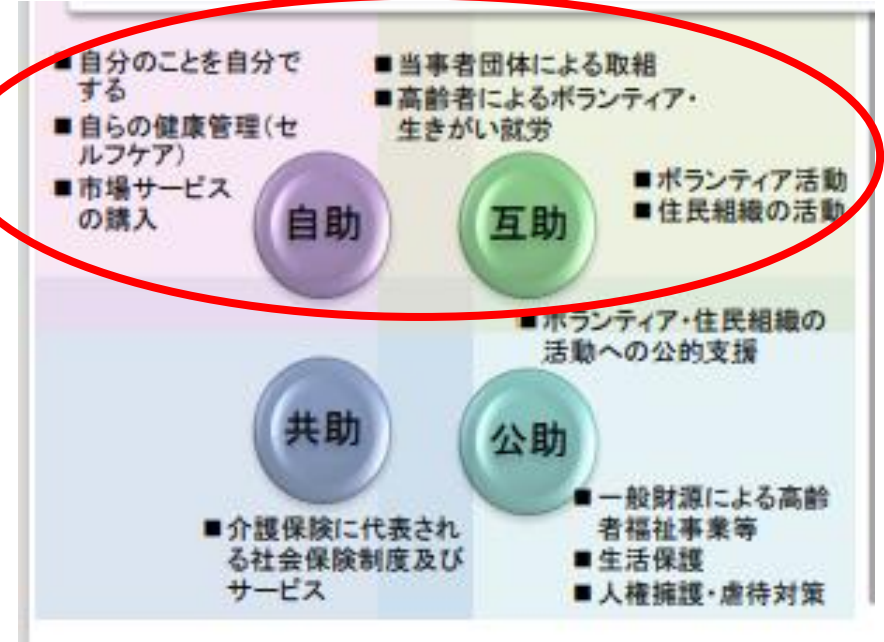 ■自分のことを自分で
する
■自らの健康管理(セ
ルフケア)
■市場サービス
の購入
自助
■当事者団体による取組
■高齢者によるボランティア・
生きがい就労
■ボランティア活動
■住民組織の活動
互助
■ボランティア・住民組織の
活動への公的支援
共助
■介護保険に代表され
る社会保険制度及び
サービス
公助
■一般財源による高齢
者福祉事業等
■生活保護
■人権擁護・虐待対策